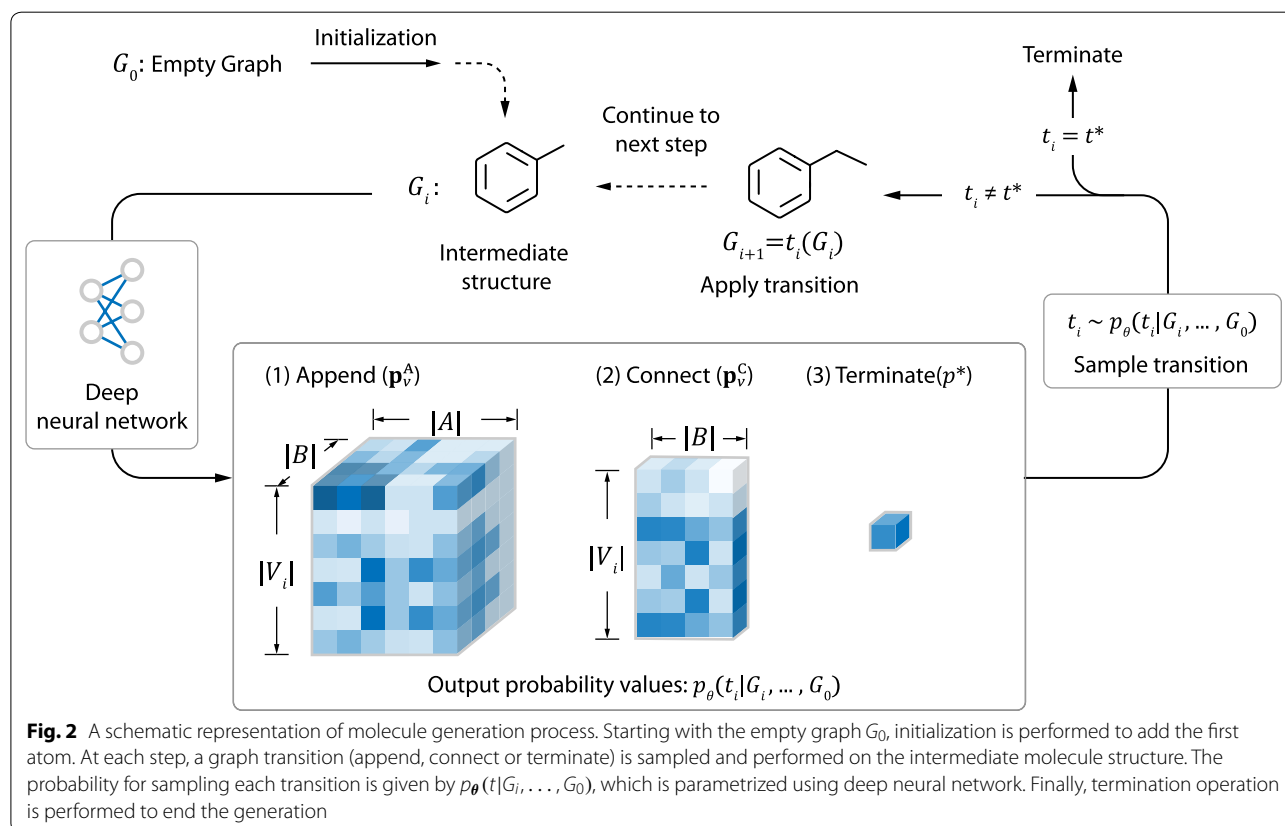 Initialization
G₀: Empty Graph
Terminate
tᵢ = t*
Continue to
next step
Gᵢ:
tᵢ ≠ t*
Gᵢ₊₁=tᵢ(Gᵢ)
Intermediate
structure
Apply transition
tᵢ ~ p_θ(tᵢ|Gᵢ, ... , G₀)
Sample transition
Deep
neural network
(1) Append (𝐩ᵥᴬ)
(2) Connect (𝐩ᵥᶜ)
(3) Terminate(p*)
|A|
|B|
|Vᵢ|
|B|
|Vᵢ|
Output probability values: p_θ(tᵢ|Gᵢ, ... , G₀)
Fig. 2 A schematic representation of molecule generation process. Starting with the empty graph G₀, initialization is performed to add the first
atom. At each step, a graph transition (append, connect or terminate) is sampled and performed on the intermediate molecule structure. The
probability for sampling each transition is given by p_θ(t|Gᵢ, . . . , G₀), which is parametrized using deep neural network. Finally, termination operation
is performed to end the generation